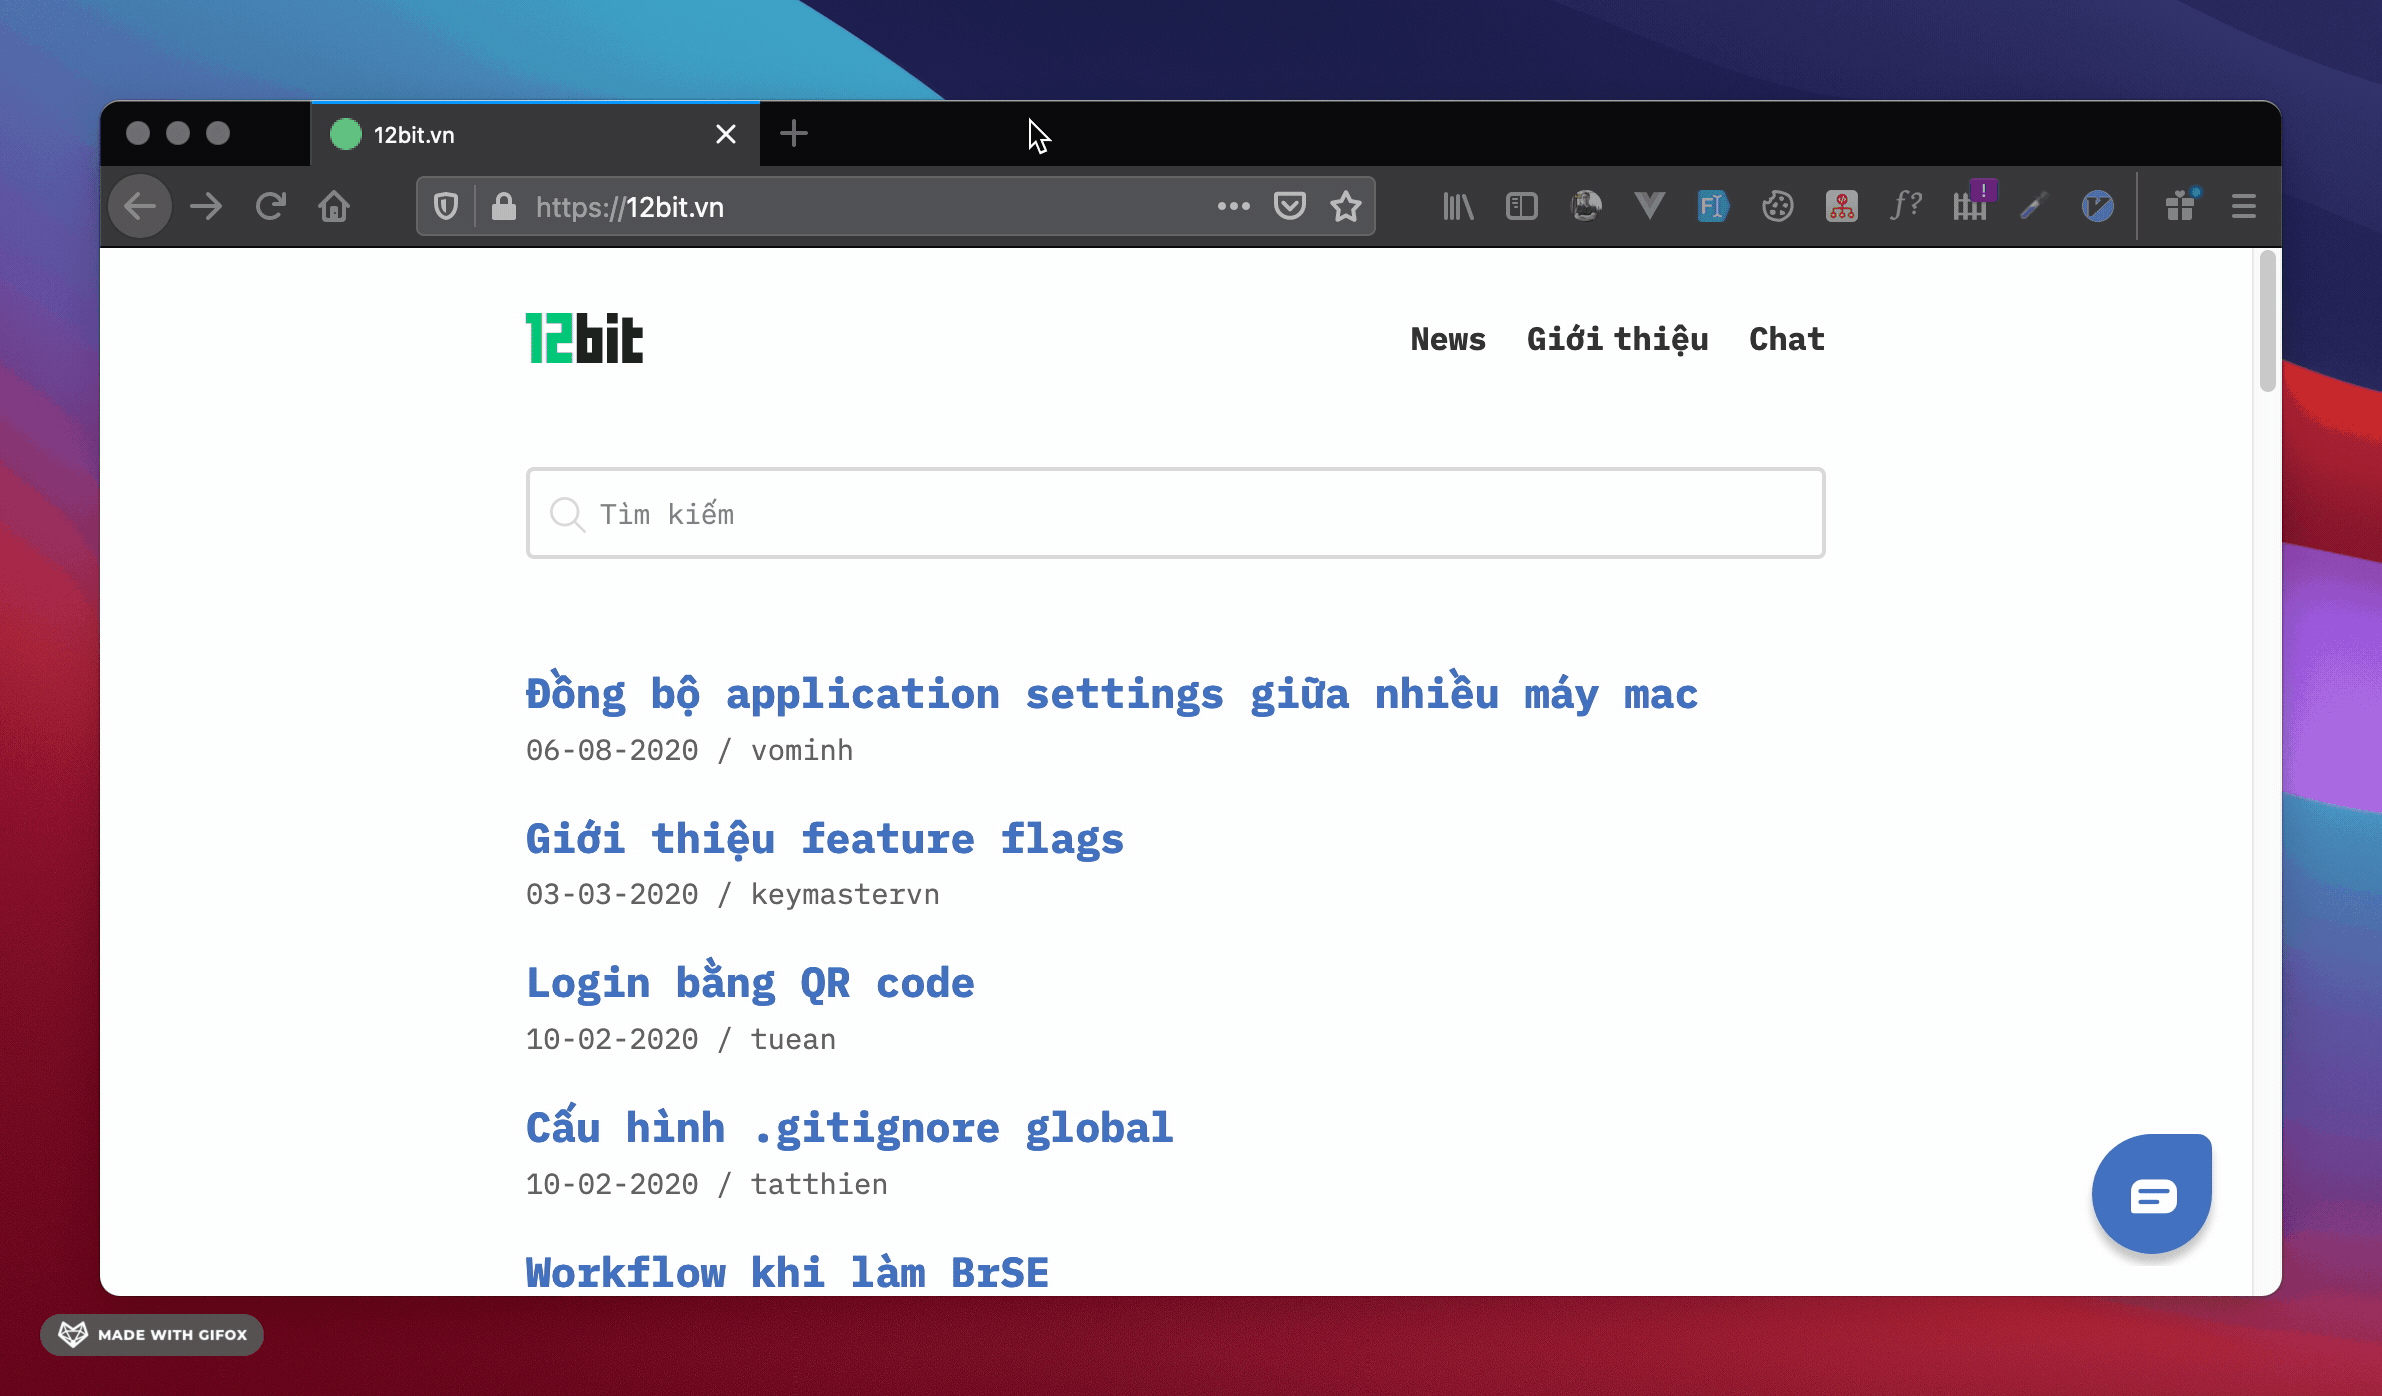 12bit.vn
https://12bit.vn
FI
f?
!
12bit
News Giới thiệu Chat
Tìm kiếm
Đồng bộ application settings giữa nhiều máy mac
06-08-2020 / vominh
Giới thiệu feature flags
03-03-2020 / keymastervn
Login bằng QR code
10-02-2020 / tuean
Cấu hình .gitignore global
10-02-2020 / tatthien
Workflow khi làm BrSE
MADE WITH GIFOX